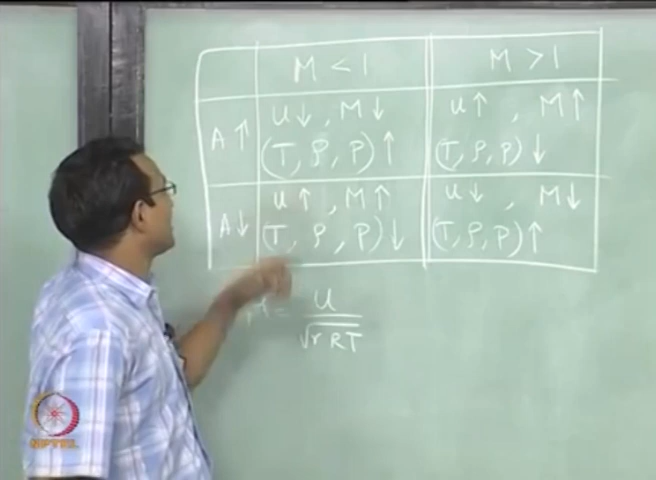 M < 1 M > 1
A↑ U↓, M↓ U↑, M↑
(T, ρ, P)↑ (T, ρ, P)↓
A↓ U↑, M↑ U↓, M↓
(T, ρ, P)↓ (T, ρ, P)↑
= U
√γRT
NPTEL